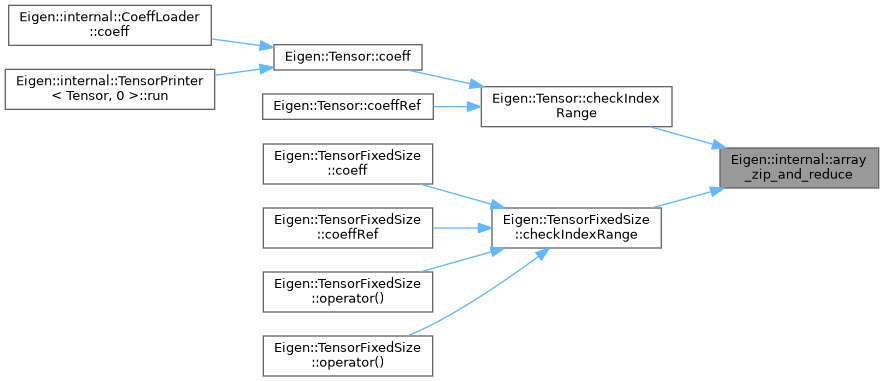 Eigen::internal::CoeffLoader
::coeff
Eigen::internal::TensorPrinter
< Tensor, 0 >::run
Eigen::Tensor::coeff
Eigen::Tensor::coeffRef
Eigen::TensorFixedSize
::coeff
Eigen::TensorFixedSize
::coeffRef
Eigen::TensorFixedSize
::operator()
Eigen::TensorFixedSize
::operator()
Eigen::Tensor::checkIndex
Range
Eigen::TensorFixedSize
::checkIndexRange
Eigen::internal::array
_zip_and_reduce